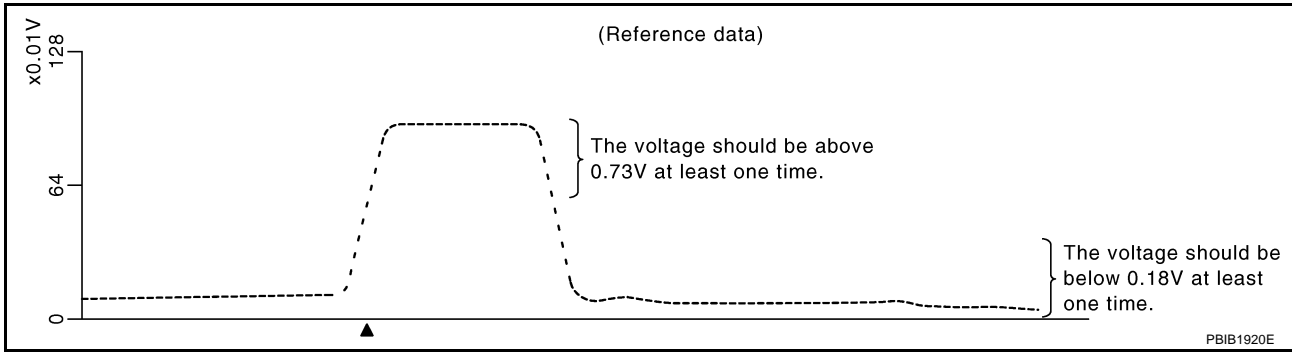 (Reference data)
x0.01V
128
64
0
The voltage should be above
0.73V at least one time.
The voltage should be
below 0.18V at least
one time.
PBIB1920E